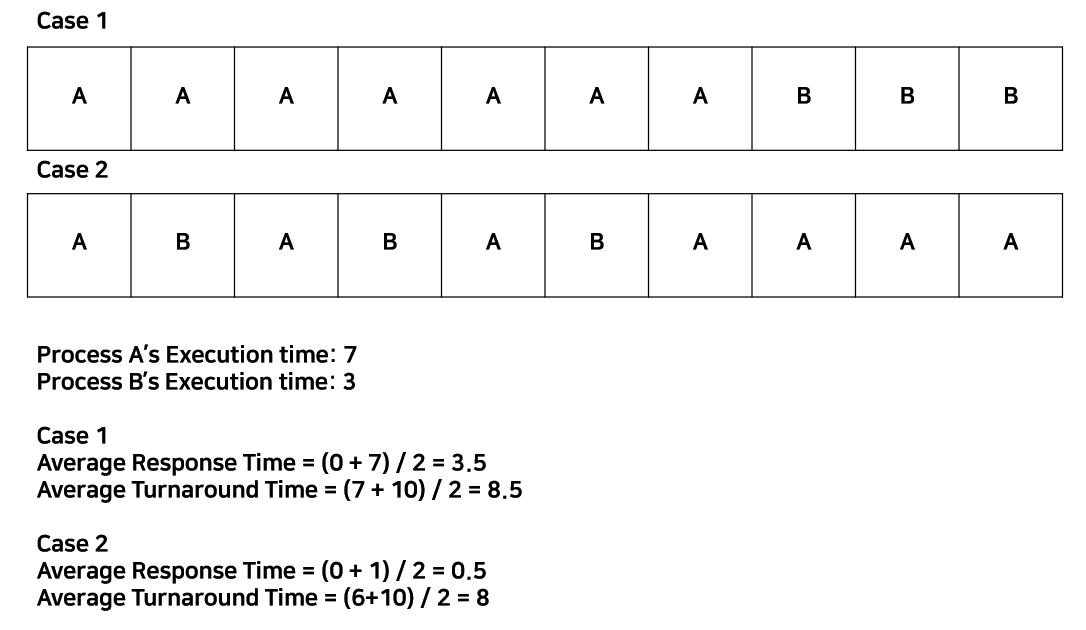 Case 1
A A A A A A A B B B
Case 2
A B A B A B A A A A
Process A's Execution time: 7
Process B's Execution time: 3
Case 1
Average Response Time = (0 + 7) / 2 = 3.5
Average Turnaround Time = (7 + 10) / 2 = 8.5
Case 2
Average Response Time = (0 + 1) / 2 = 0.5
Average Turnaround Time = (6+10) / 2 = 8